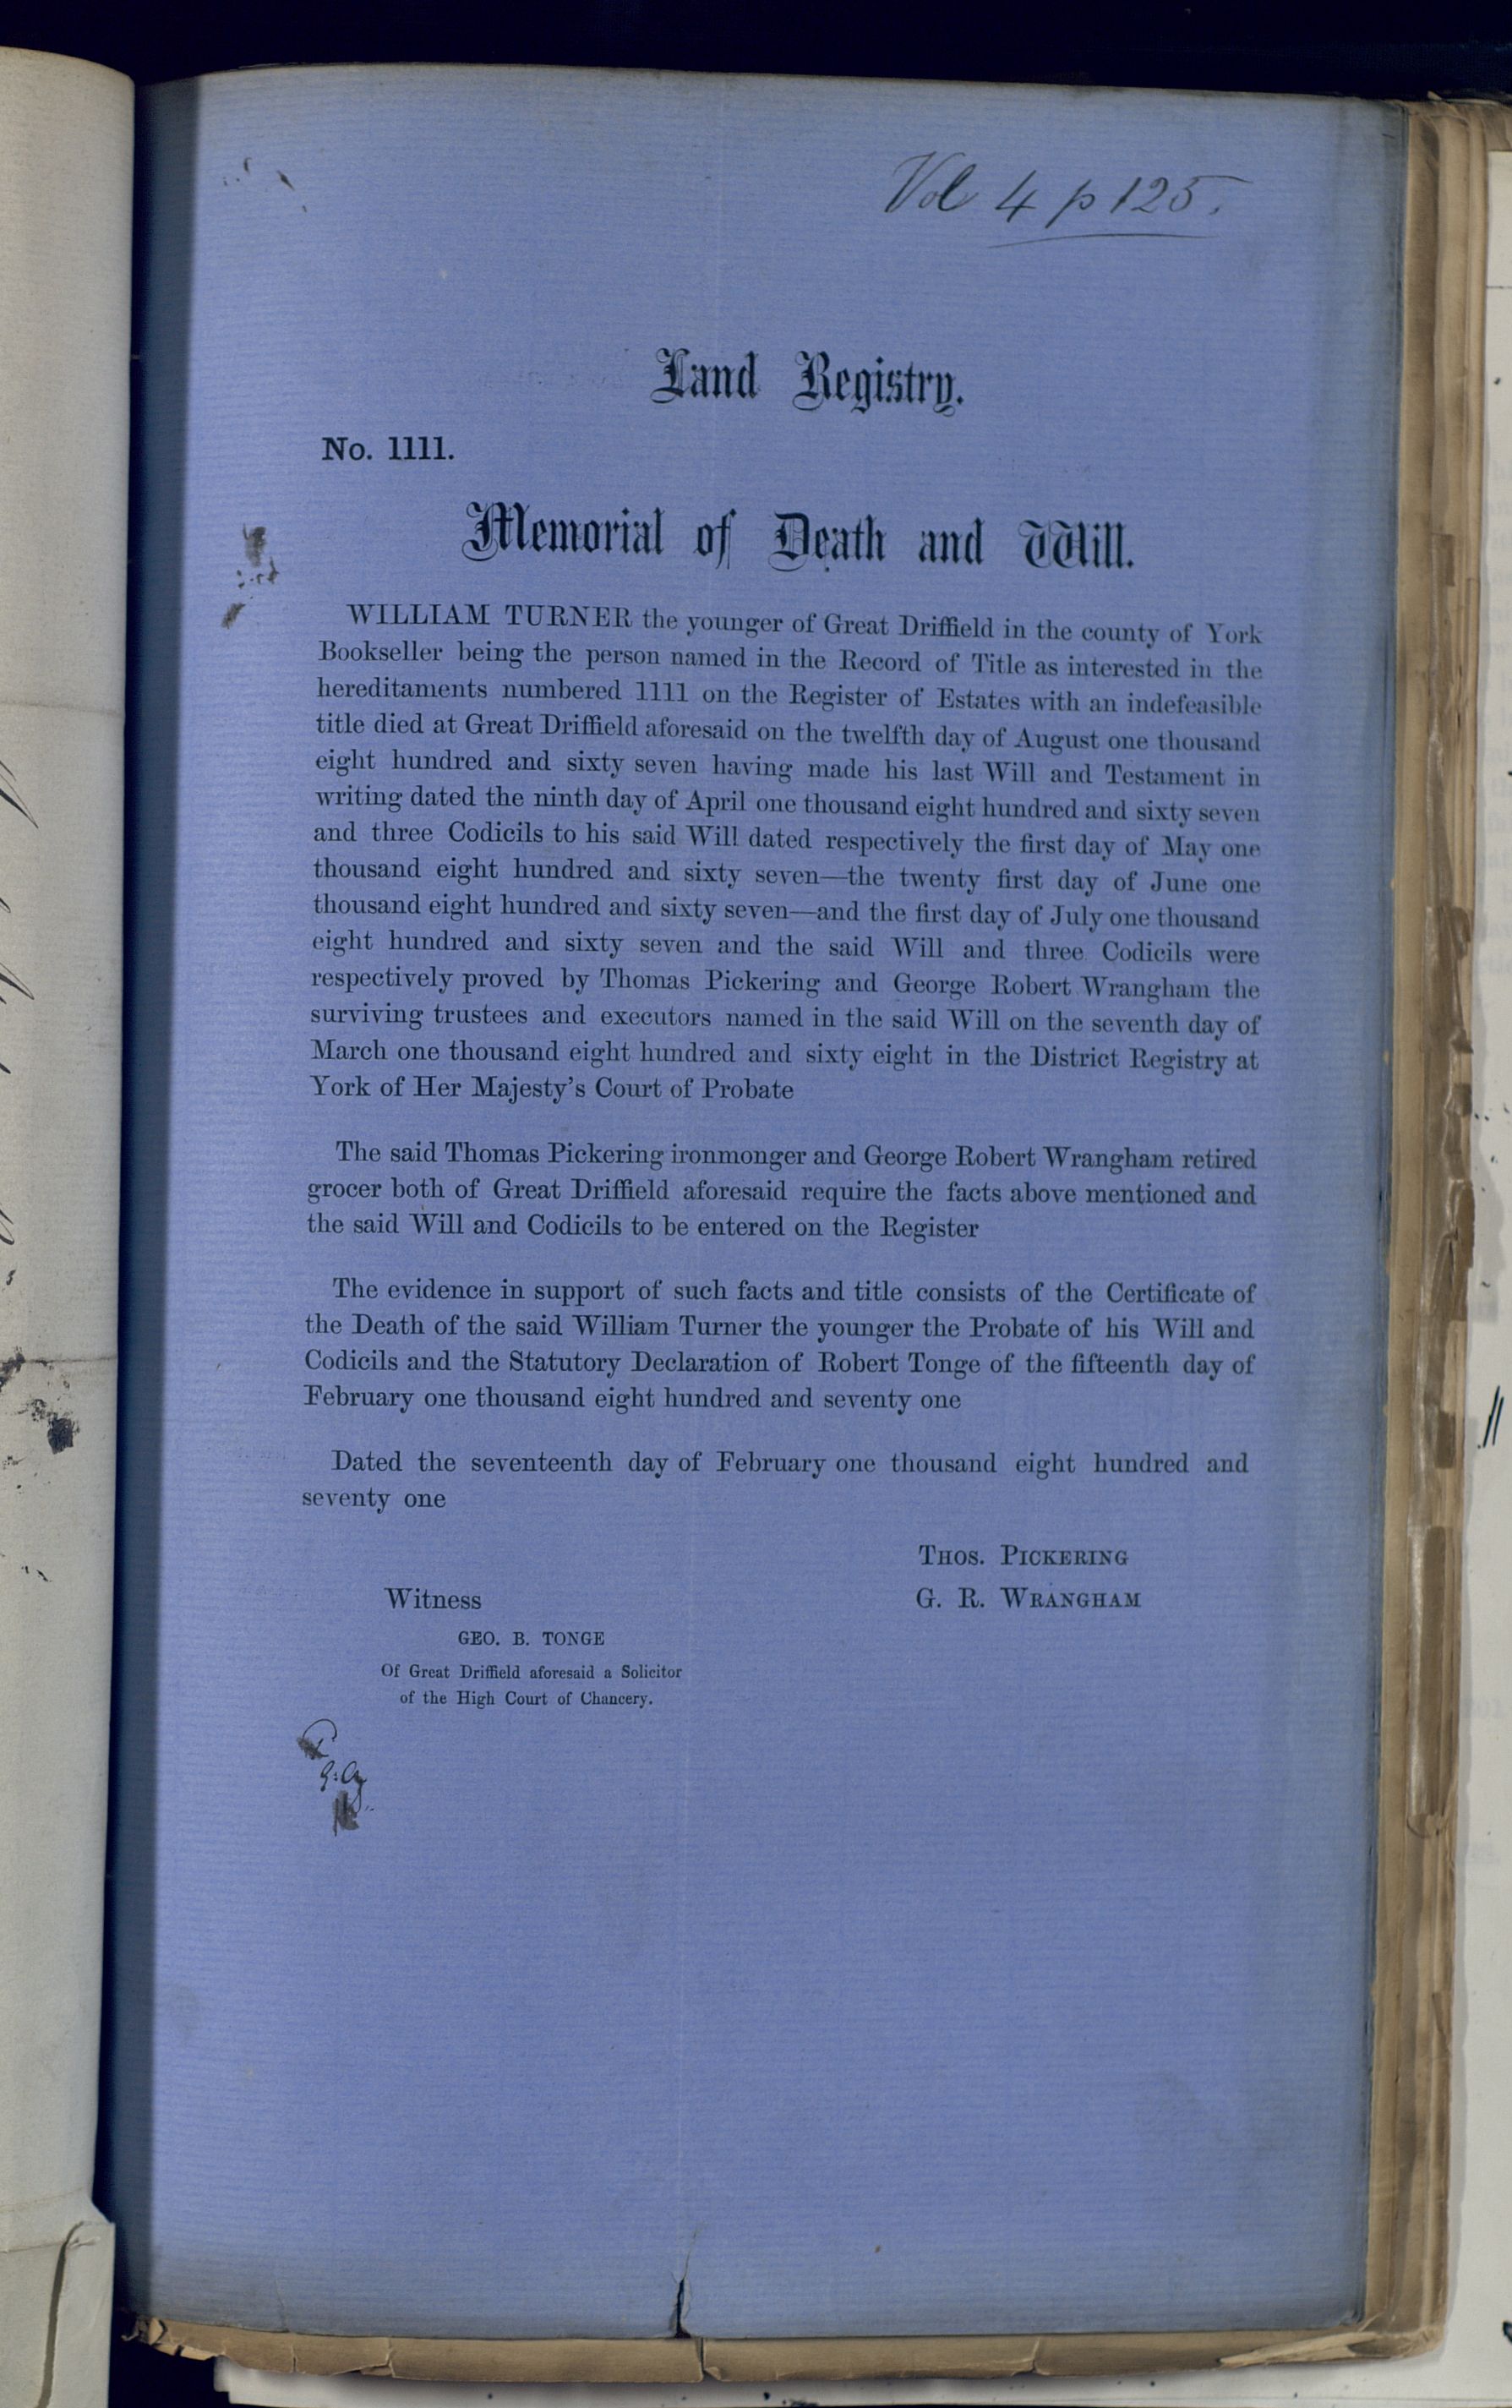 Vol 4 p 125.
Land Registry.
No. 1111.
Memorial of Death and Will.
WILLIAM TURNER the younger of Great Driffield in the county of York
Bookseller being the person named in the Record of Title as interested in the
hereditaments numbered 1111 on the Register of Estates with an indefeasible
title died at Great Driffield aforesaid on the twelfth day of August one thousand
eight hundred and sixty seven having made his last Will and Testament in
writing dated the ninth day of April one thousand eight hundred and sixty seven
and three Codicils to his said Will dated respectively the first day of May one
thousand eight hundred and sixty seven—the twenty first day of June one
thousand eight hundred and sixty seven—and the first day of July one thousand
eight hundred and sixty seven and the said Will and three Codicils were
respectively proved by Thomas Pickering and George Robert Wrangham the
surviving trustees and executors named in the said Will on the seventh day of
March one thousand eight hundred and sixty eight in the District Registry at
York of Her Majesty's Court of Probate
The said Thomas Pickering ironmonger and George Robert Wrangham retired
grocer both of Great Driffield aforesaid require the facts above mentioned and
the said Will and Codicils to be entered on the Register
The evidence in support of such facts and title consists of the Certificate of
the Death of the said William Turner the younger the Probate of his Will and
Codicils and the Statutory Declaration of Robert Tonge of the fifteenth day of
February one thousand eight hundred and seventy one
Dated the seventeenth day of February one thousand eight hundred and
seventy one
THOS. PICKERING
G. R. WRANGHAM
Witness
GEO. B. TONGE
Of Great Driffield aforesaid a Solicitor
of the High Court of Chancery.